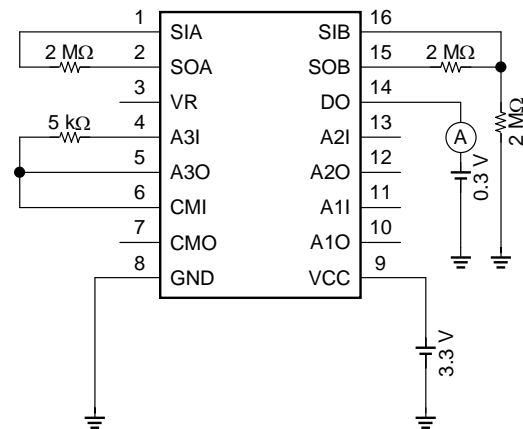 1 SIA SIB 16
2 MΩ 2 SOA SOB 15 2 MΩ
3 VR DO 14
5 kΩ 4 A3I A2I 13 A 2 MΩ
5 A3O A2O 12 0.3 V
6 CMI A1I 11
7 CMO A1O 10
8 GND VCC 9
3.3 V